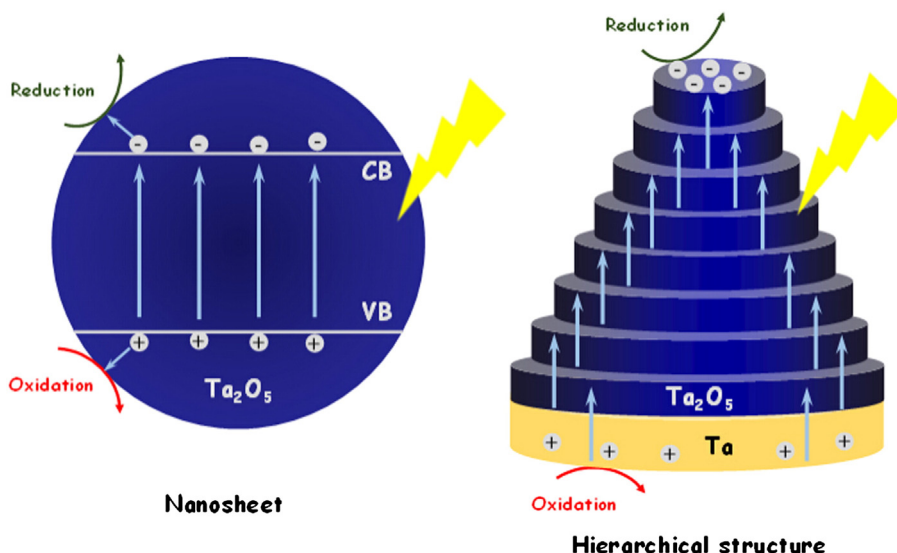 Reduction
CB
VB
Oxidation
Ta₂O₅
Nanosheet
Reduction
Ta₂O₅
Ta
Oxidation
Hierarchical structure